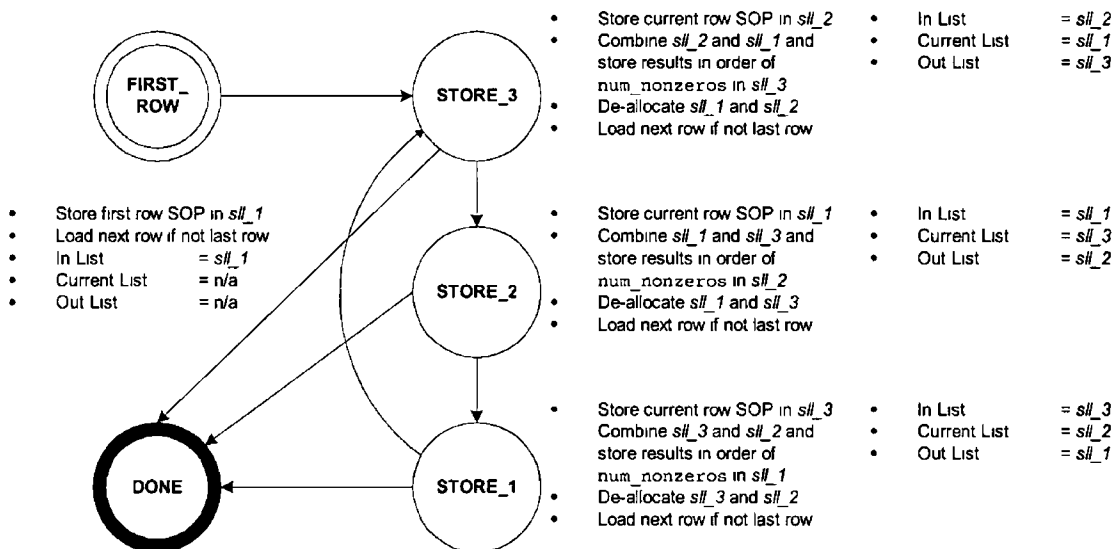 • Store current row SOP in sll_2 • In List = sll_2
• Combine sll_2 and sll_1 and • Current List = sll_1
store results in order of • Out List = sll_3
num_nonzeros in sll_3
• De-allocate sll_1 and sll_2
• Load next row if not last row
FIRST_
ROW
STORE_3
• Store first row SOP in sll_1
• Load next row if not last row
• In List = sll_1
• Current List = n/a
• Out List = n/a
• Store current row SOP in sll_1 • In List = sll_1
• Combine sll_1 and sll_3 and • Current List = sll_3
store results in order of • Out List = sll_2
num_nonzeros in sll_2
• De-allocate sll_1 and sll_3
• Load next row if not last row
STORE_2
• Store current row SOP in sll_3 • In List = sll_3
Combine sll_3 and sll_2 and • Current List = sll_2
store results in order of • Out List = sll_1
num_nonzeros in sll_1
• De-allocate sll_3 and sll_2
• Load next row if not last row
DONE
STORE_1